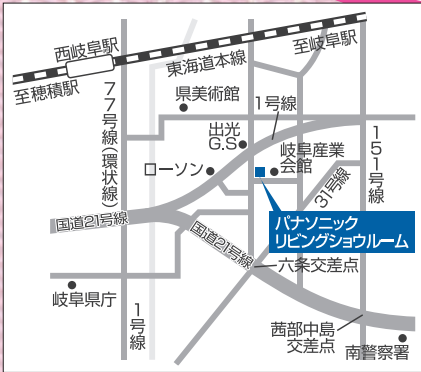 西岐阜駅
至岐阜駅
東海道本線
至穂積駅
県美術館
1号線
77号線(環状線)
出光
G.S
岐阜産業
会館
151号線
ローソン
31号線
パナソニック
リビングショウルーム
国道21号線
国道21号線
六条交差点
岐阜県庁
1号線
茜部中島
交差点
南警察署